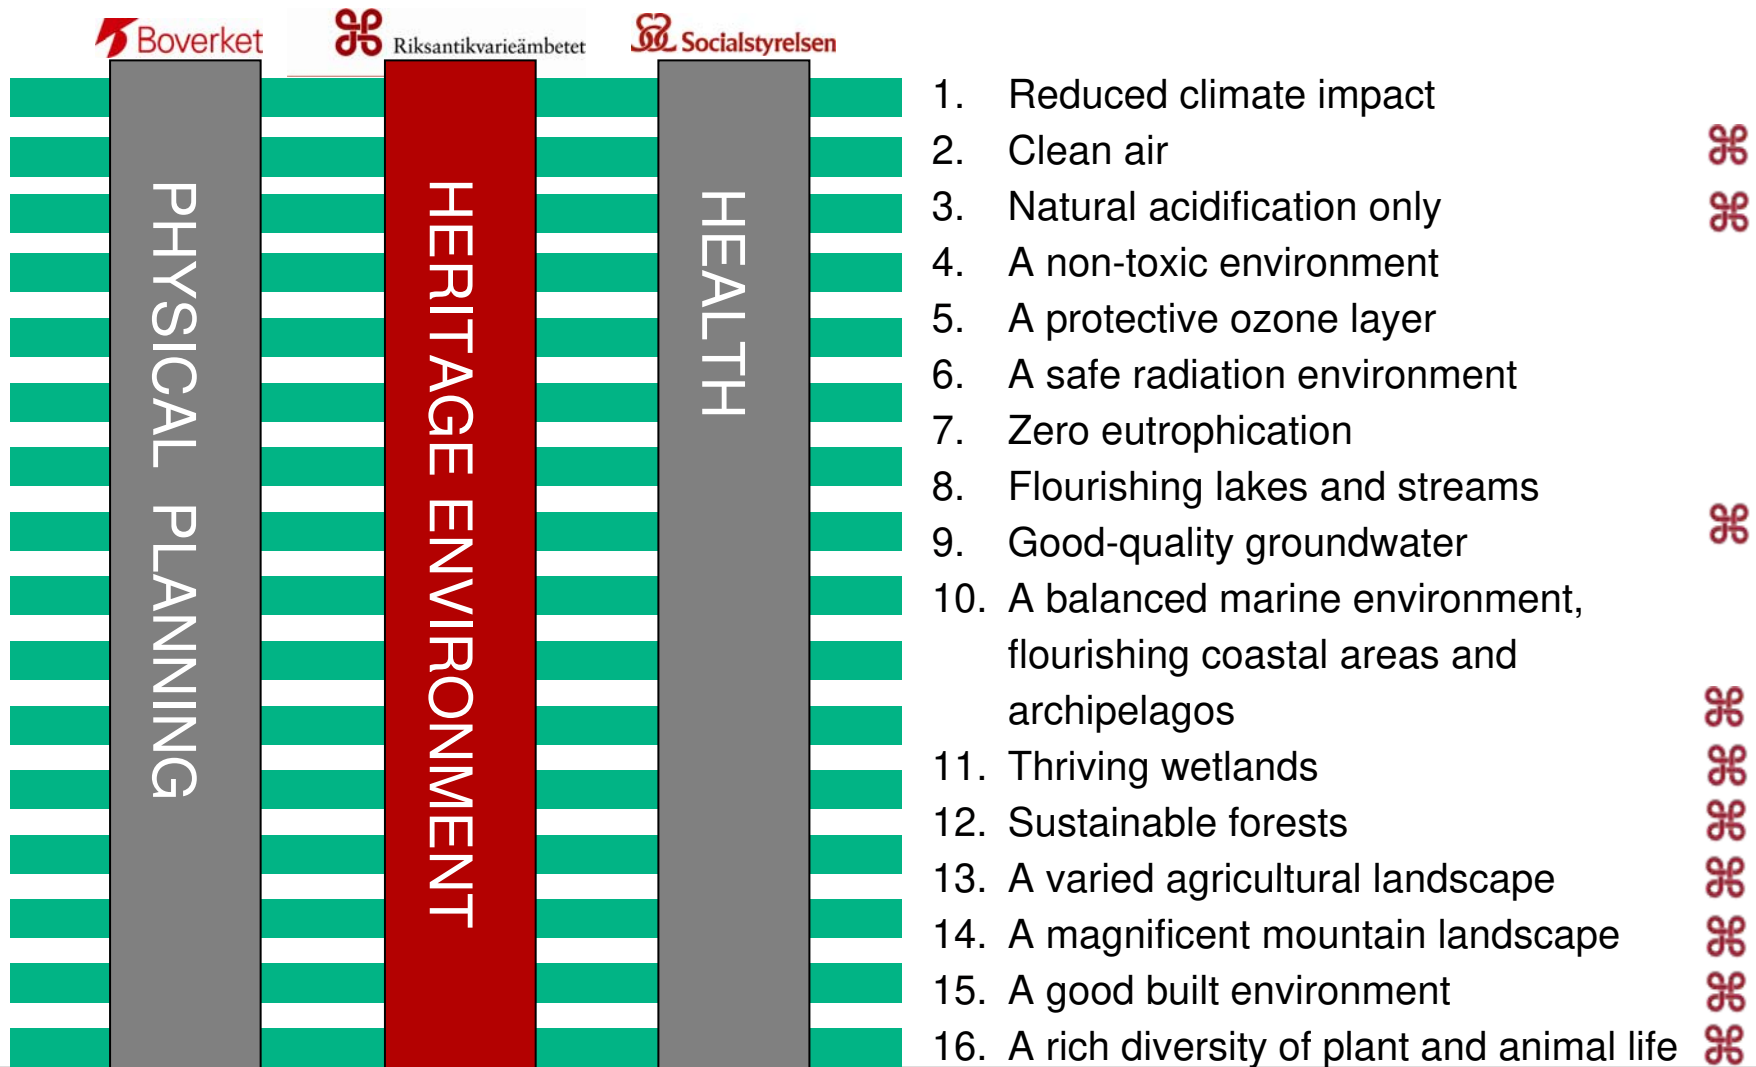 Boverket
Riksantikvarieämbetet
Socialstyrelsen
PHYSICAL PLANNING
HERITAGE ENVIRONMENT
HEALTH
1. Reduced climate impact
2. Clean air
3. Natural acidification only
4. A non-toxic environment
5. A protective ozone layer
6. A safe radiation environment
7. Zero eutrophication
8. Flourishing lakes and streams
9. Good-quality groundwater
10. A balanced marine environment,
flourishing coastal areas and
archipelagos
11. Thriving wetlands
12. Sustainable forests
13. A varied agricultural landscape
14. A magnificent mountain landscape
15. A good built environment
16. A rich diversity of plant and animal life